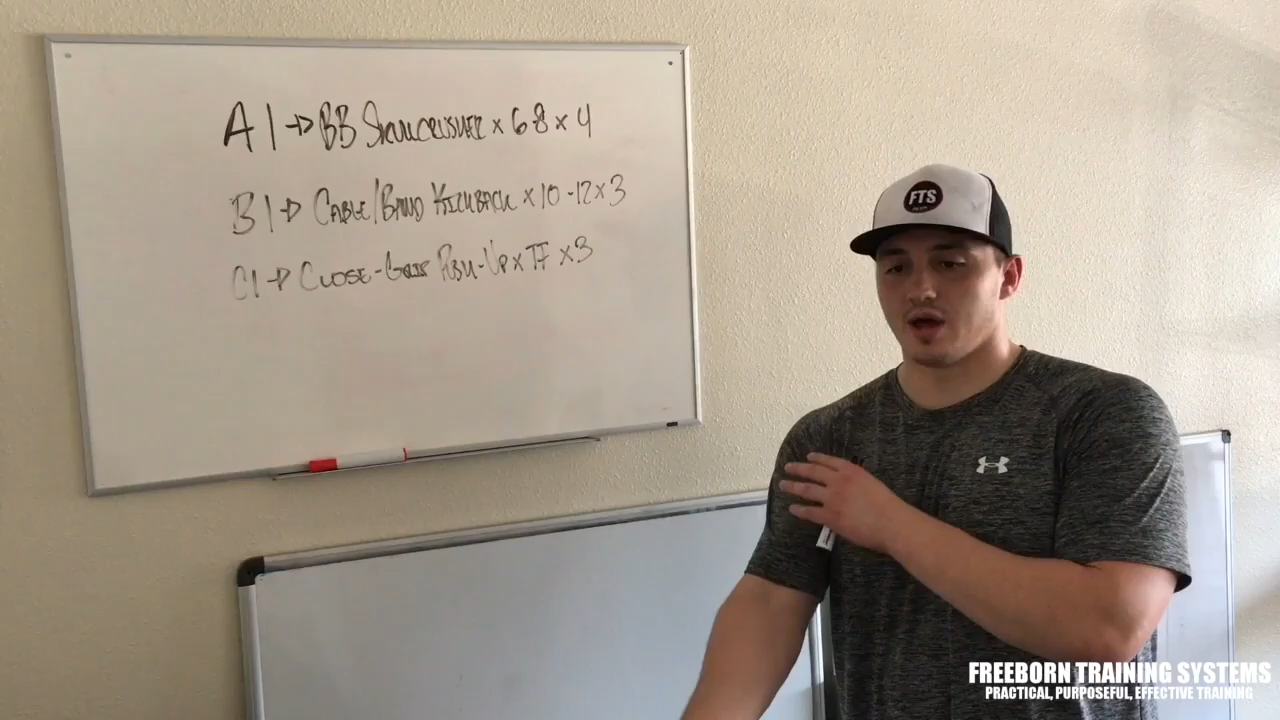 A1→ BB SKULLCRUSHER x 6-8 x 4
B1→ CABLE/BAND KICKBACK x 10-12 x 3
C1→ CLOSE-GRIP PUSH-UP x TF x 3
FTS
FREEBORN TRAINING SYSTEMS
PRACTICAL, PURPOSEFUL, EFFECTIVE TRAINING